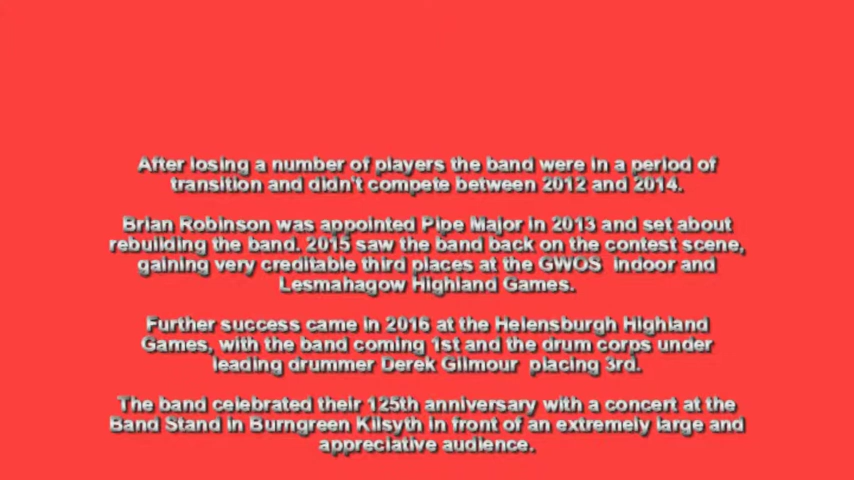 After losing a number of players the band were in a period of
transition and didn't compete between 2012 and 2014.
Brian Robinson was appointed Pipe Major in 2013 and set about
rebuilding the band. 2015 saw the band back on the contest scene,
gaining very creditable third places at the GWOS  indoor and
Lesmahagow Highland Games.
Further success came in 2016 at the Helensburgh Highland
Games, with the band coming 1st and the drum corps under
leading drummer Derek Gilmour  placing 3rd.
The band celebrated their 125th anniversary with a concert at the
Band Stand in Burngreen Kilsyth in front of an extremely large and
appreciative audience.